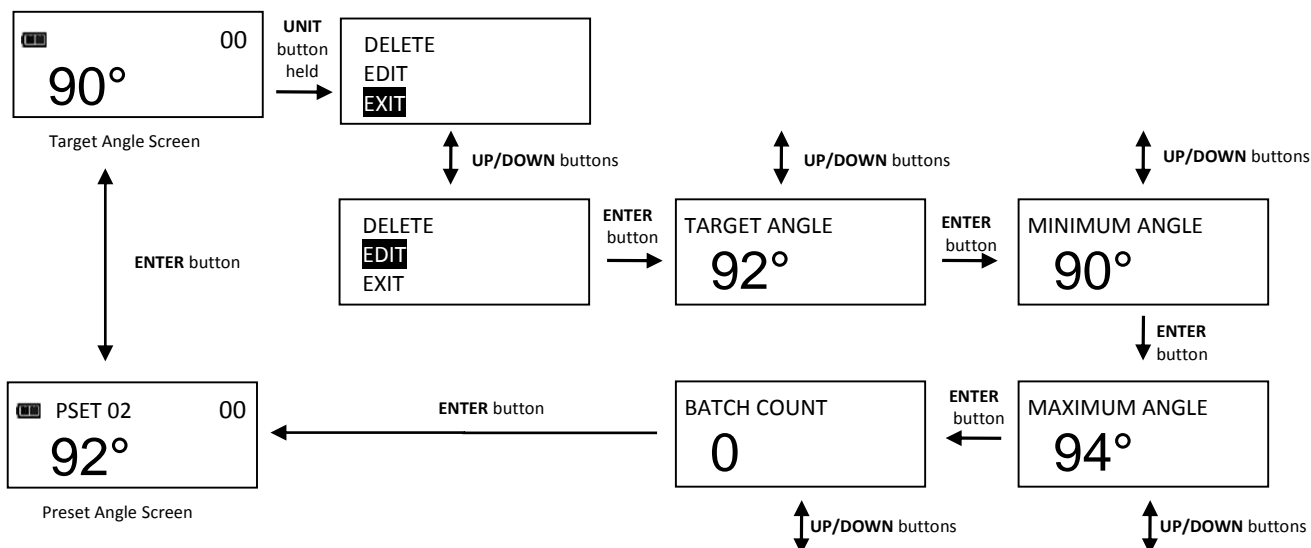 00
90°
Target Angle Screen
UNIT
button
held
DELETE
EDIT
EXIT
UP/DOWN buttons
DELETE
EDIT
EXIT
ENTER
button
UP/DOWN buttons
TARGET ANGLE
92°
ENTER
button
UP/DOWN buttons
MINIMUM ANGLE
90°
ENTER
button
MAXIMUM ANGLE
94°
UP/DOWN buttons
ENTER
button
BATCH COUNT
0
UP/DOWN buttons
ENTER button
ENTER button
PSET 02 00
92°
Preset Angle Screen